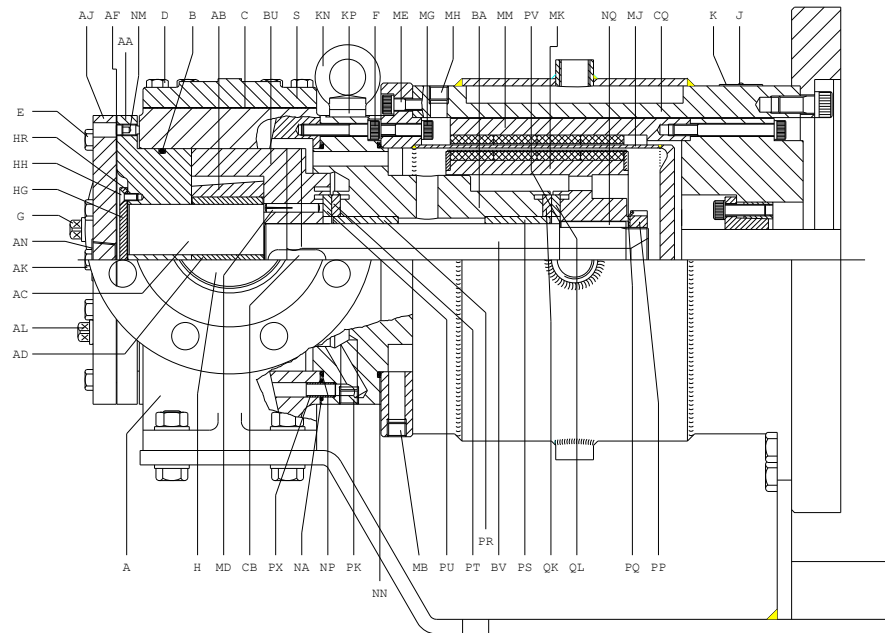 AJ AF NM D B AB C BU S KN KP F ME MG MH BA MM PV MK NQ MJ CQ K J
AA
E
HR
HH
HG
G
AN
AK
AC
AL
AD
PR
A H MD CB PX NA NP PK MB PU PT BV PS QK QL PQ PP
NN